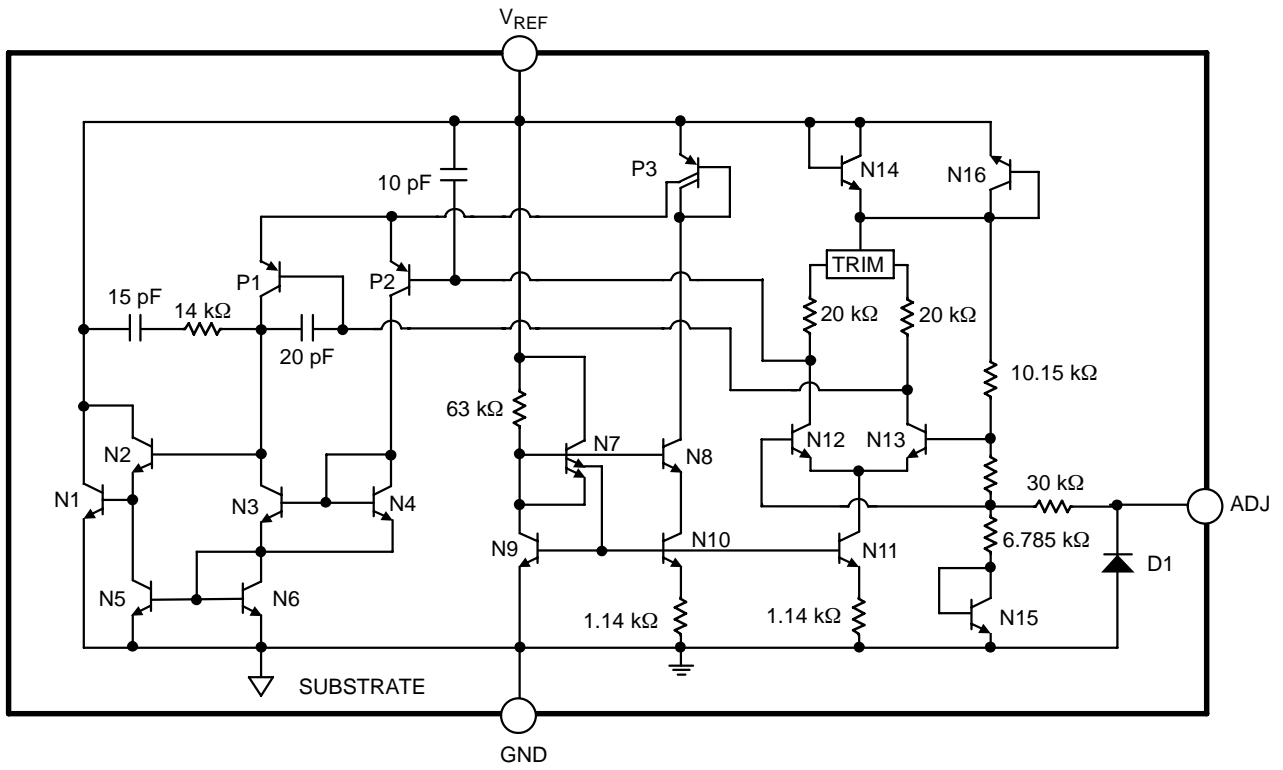 VREF
P3
N14
N16
10 pF
TRIM
P1
P2
15 pF
14 kΩ
20 kΩ
20 kΩ
20 pF
10.15 kΩ
63 kΩ
N7
N2
N8
N12
N13
30 kΩ
N1
N3
N4
ADJ
N9
N10
N11
6.785 kΩ
D1
N5
N6
1.14 kΩ
1.14 kΩ
N15
SUBSTRATE
GND